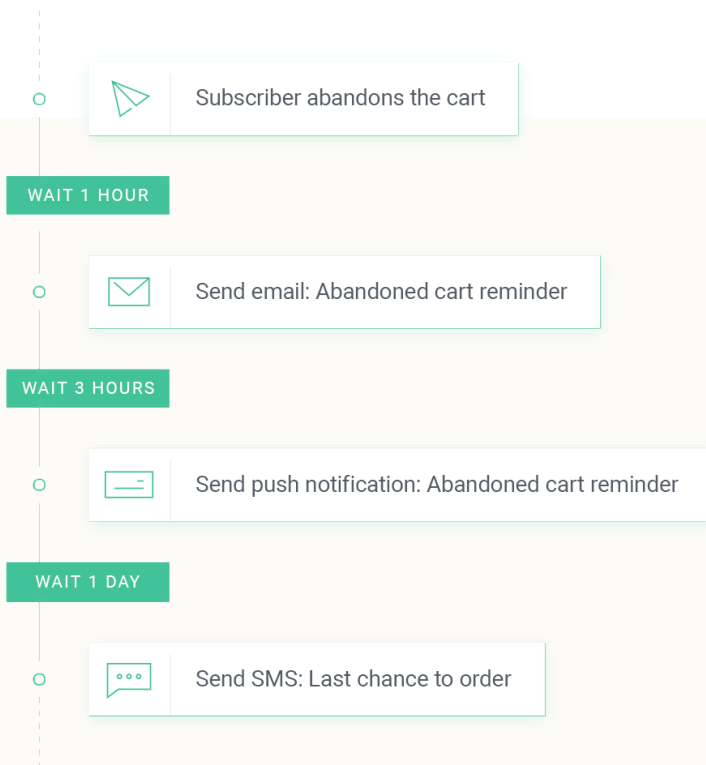 Subscriber abandons the cart
WAIT 1 HOUR
Send email: Abandoned cart reminder
WAIT 3 HOURS
Send push notification: Abandoned cart reminder
WAIT 1 DAY
Send SMS: Last chance to order